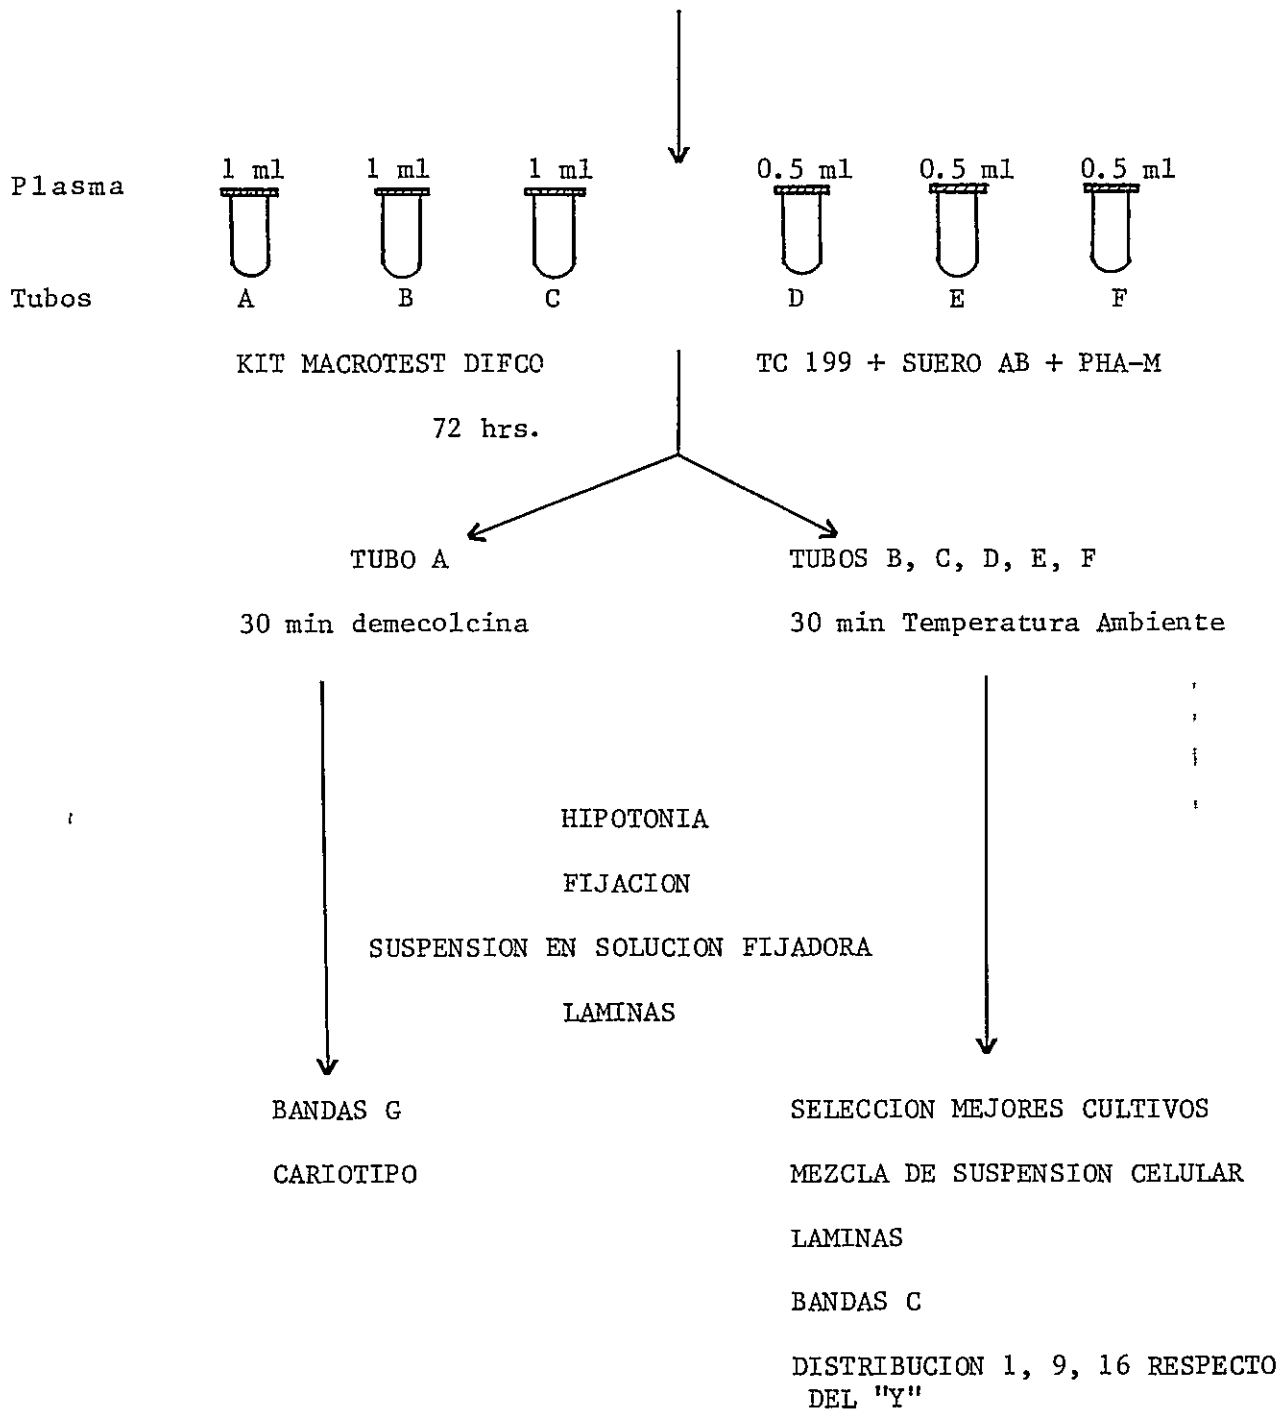 Plasma 1 ml 1 ml 1 ml 0.5 ml 0.5 ml 0.5 ml
Tubos A B C D E F
KIT MACROTEST DIFCO TC 199 + SUERO AB + PHA-M
72 hrs.
TUBO A TUBOS B, C, D, E, F
30 min demecolcina 30 min Temperatura Ambiente
HIPOTONIA
FIJACION
SUSPENSION EN SOLUCION FIJADORA
LAMINAS
BANDAS G SELECCION MEJORES CULTIVOS
CARIOTIPO MEZCLA DE SUSPENSION CELULAR
LAMINAS
BANDAS C
DISTRIBUCION 1, 9, 16 RESPECTO
DEL "Y"